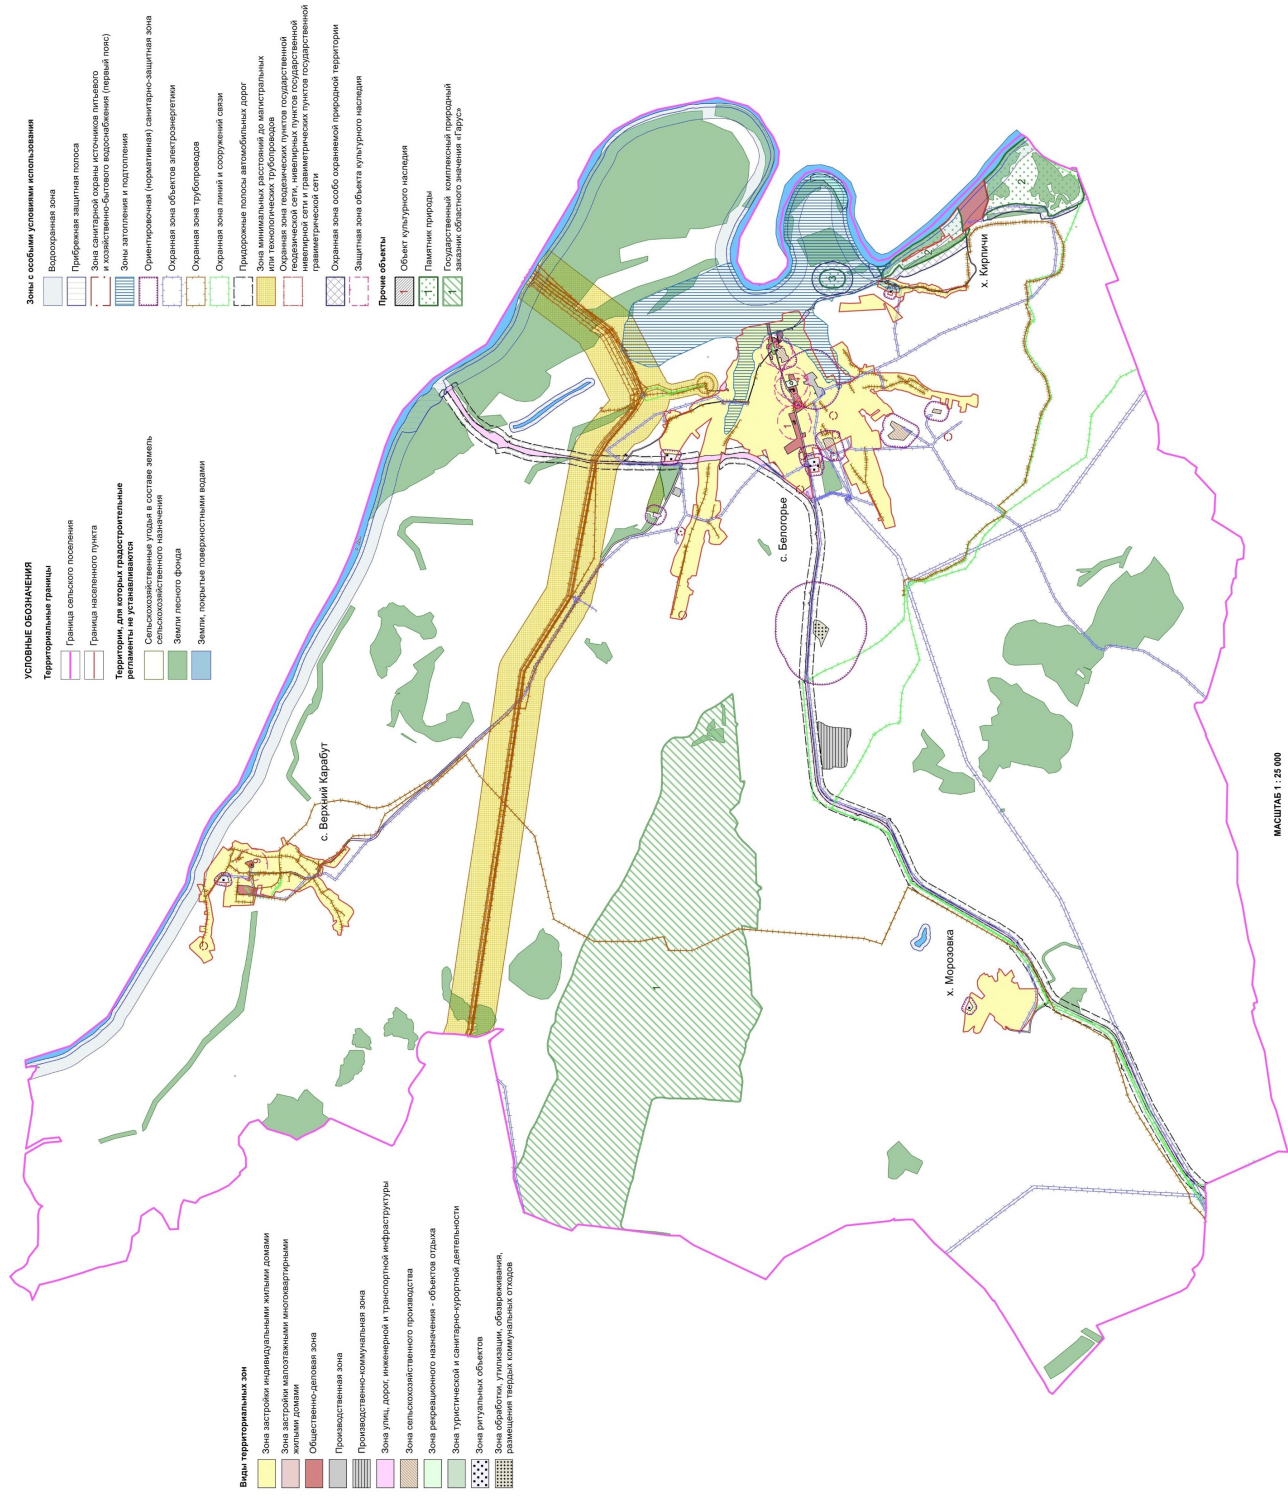 УСЛОВНЫЕ ОБОЗНАЧЕНИЯ
Территориальные границы
Граница сельского поселения
Граница населенного пункта
Территории, для которых градостроительные
регламенты не устанавливаются
Сельскохозяйственные угодья в составе земель
сельскохозяйственного назначения
Земли лесного фонда
Земли, покрытые поверхностными водами
Зоны с особыми условиями использования
Водоохранная зона
Прибрежная защитная полоса
Зона санитарной охраны источников питьевого
и хозяйственно-бытового водоснабжения (первый пояс)
Зоны затопления и подтопления
Ориентировочная (нормативная) санитарно-защитная зона
Охранная зона объектов электроэнергетики
Охранная зона трубопроводов
Охранная зона линий и сооружений связи
Придорожные полосы автомобильных дорог
Зона минимальных расстояний до магистральных
или технологических трубопроводов
Охранная зона геодезических пунктов государственной
геодезической сети, нивелирных пунктов государственной
нивелирной сети и гравиметрических пунктов государственной
гравиметрической сети
Охранная зона особо охраняемой природной территории
Защитная зона объекта культурного наследия
Прочие объекты
1
Объект культурного наследия
1
Памятник природы
1
Государственный комплексный природный
заказник областного значения «Гарус»
Виды территориальных зон
Зона застройки индивидуальными жилыми домами
Зона застройки малоэтажными многоквартирными
жилыми домами
Общественно-деловая зона
Производственная зона
Производственно-коммунальная зона
Зона улиц, дорог, инженерной и транспортной инфраструктуры
Зона сельскохозяйственного производства
Зона рекреационного назначения - объектов отдыха
Зона туристической и санитарно-курортной деятельности
Зона ритуальных объектов
Зона обработки, утилизации, обезвреживания,
размещения твердых коммунальных отходов
с. Верхний Карабут
с. Белогорье
х. Кирпичи
х. Морозовка
1
1
2
2
3
МАСШТАБ 1 : 25 000